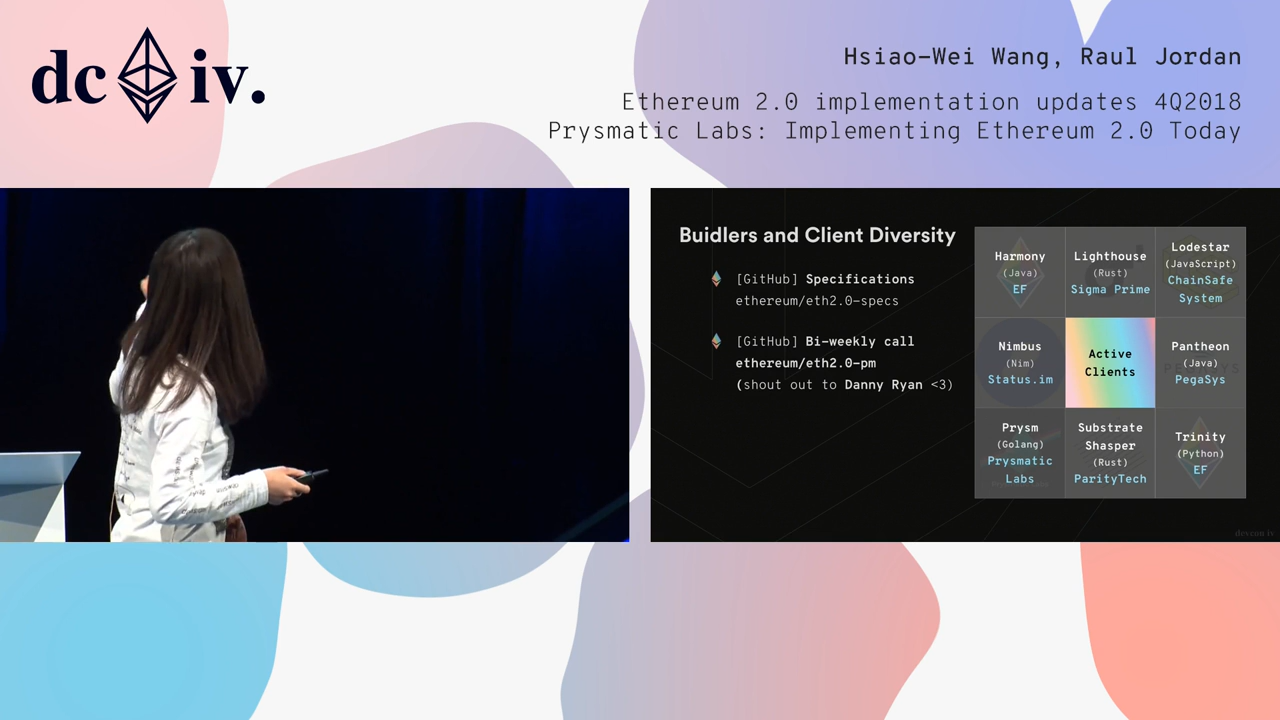 dc iv.
Hsiao-Wei Wang, Raul Jordan
Ethereum 2.0 implementation updates 4Q2018
Prysmatic Labs: Implementing Ethereum 2.0 Today
Buidlers and Client Diversity
[GitHub] Specifications
ethereum/eth2.0-specs
[GitHub] Bi-weekly call
ethereum/eth2.0-pm
(shout out to Danny Ryan <3)
Harmony
(Java)
EF
Lighthouse
(Rust)
Sigma Prime
Lodestar
(JavaScript)
ChainSafe
System
Nimbus
(Nim)
Status.im
Active
Clients
Pantheon
(Java)
PegaSys
Prysm
(Golang)
Prysmatic
Labs
Substrate
Shasper
(Rust)
ParityTech
Trinity
(Python)
EF
devcon iv